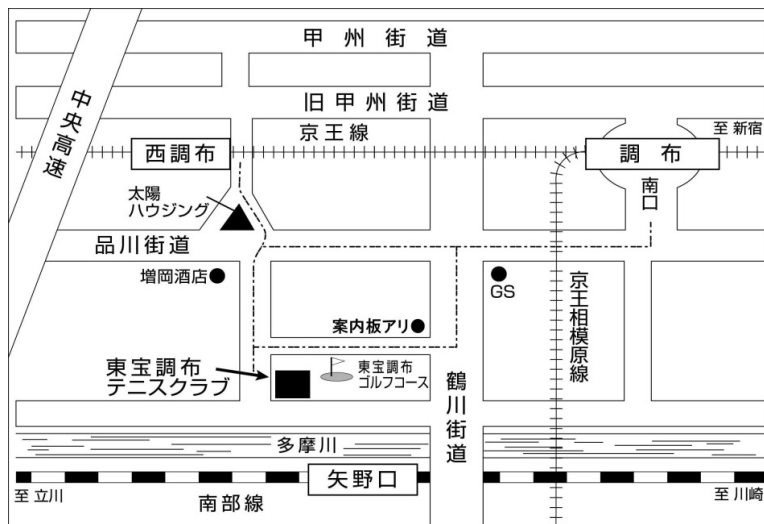 甲州街道
旧甲州街道
中央高速
京王線
至 新宿
西調布
調布
南口
太陽
ハウジング
品川街道
増岡酒店
GS
案内板アリ
京王相模原線
東宝調布
テニスクラブ
東宝調布
ゴルフコース
鶴川街道
多摩川
矢野口
至 立川
南部線
至 川崎